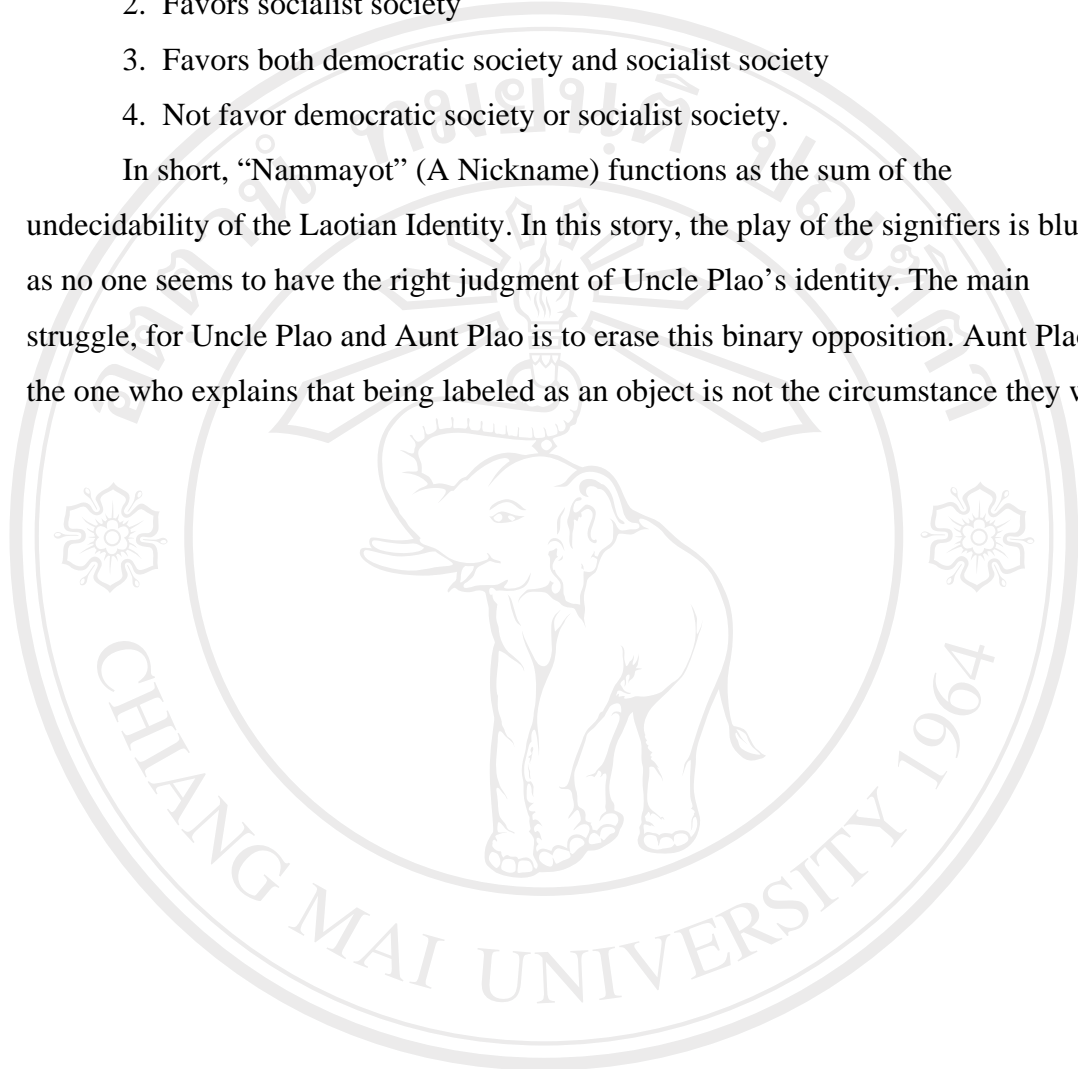 2. Favors socialist society
3. Favors both democratic society and socialist society
4. Not favor democratic society or socialist society.
In short, “Nammayot” (A Nickname) functions as the sum of the
undecidability of the Laotian Identity. In this story, the play of the signifiers is
as no one seems to have the right judgment of Uncle Plao’s identity. The main
struggle, for Uncle Plao and Aunt Plao is to erase this binary opposition. Aunt
the one who explains that being labeled as an object is not the circumstance they
CHIANG MAI UNIVERSITY 1964